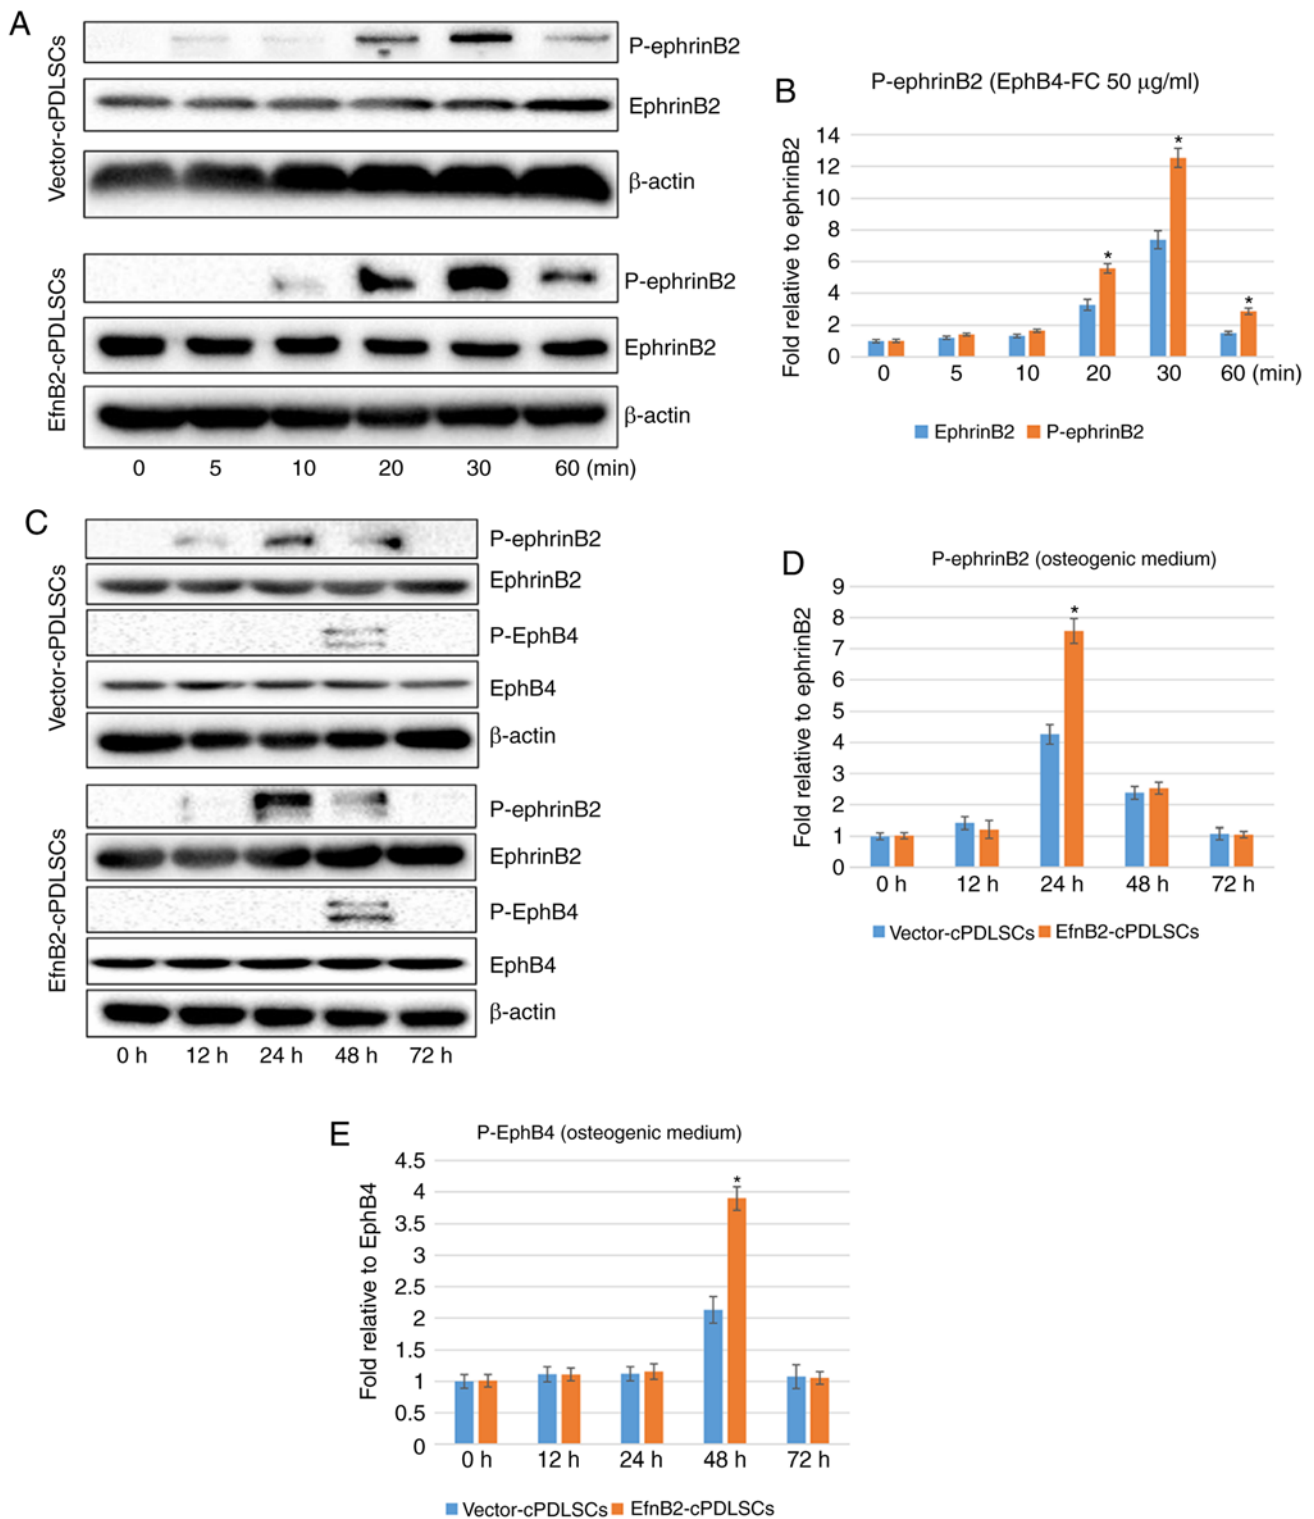 A
Vector-cPDLSCs
P-ephrinB2
EphrinB2
β-actin
EfnB2-cPDLSCs
P-ephrinB2
EphrinB2
β-actin
0 5 10 20 30 60 (min)
B
P-ephrinB2 (EphB4-FC 50 μg/ml)
Fold relative to ephrinB2
14
12
10
8
6
4
2
0
* * *
0 5 10 20 30 60 (min)
EphrinB2 P-ephrinB2
C
Vector-cPDLSCs
P-ephrinB2
EphrinB2
P-EphB4
EphB4
β-actin
EfnB2-cPDLSCs
P-ephrinB2
EphrinB2
P-EphB4
EphB4
β-actin
0 h 12 h 24 h 48 h 72 h
D
P-ephrinB2 (osteogenic medium)
Fold relative to ephrinB2
9
8
7
6
5
4
3
2
1
0
*
0 h 12 h 24 h 48 h 72 h
Vector-cPDLSCs EfnB2-cPDLSCs
E
P-EphB4 (osteogenic medium)
Fold relative to EphB4
4.5
4
3.5
3
2.5
2
1.5
1
0.5
0
*
0 h 12 h 24 h 48 h 72 h
Vector-cPDLSCs EfnB2-cPDLSCs